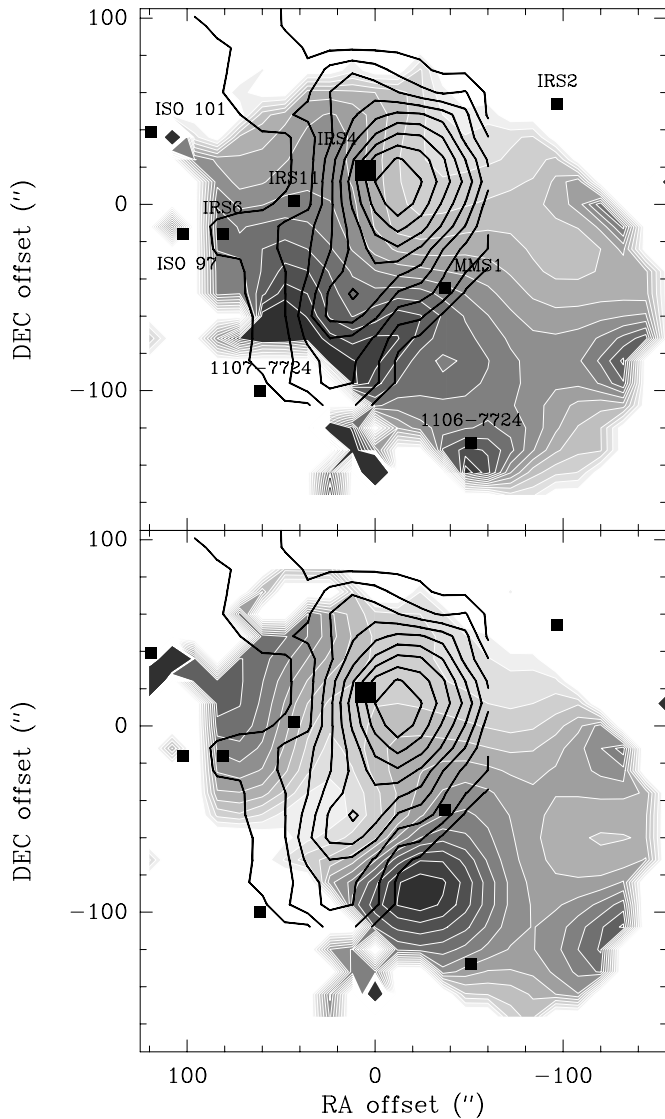 100
IRS2
ISO 101
IRS4
IRS11
IRS6
0
DEC offset (″)
ISO 97
MMS1
1107−7724
−100
1106−7724
100
0
DEC offset (″)
−100
100
0
−100
RA offset (″)